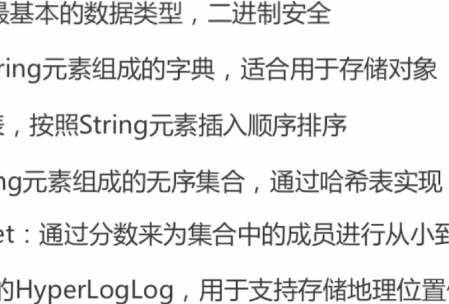 最基本的数据类型，二进制安全
ring元素组成的字典，适合用于存储对象
，按照String元素插入顺序排序
ng元素组成的无序集合，通过哈希表实现
et：通过分数来为集合中的成员进行从小到
的HyperLogLog，用于支持存储地理位置信